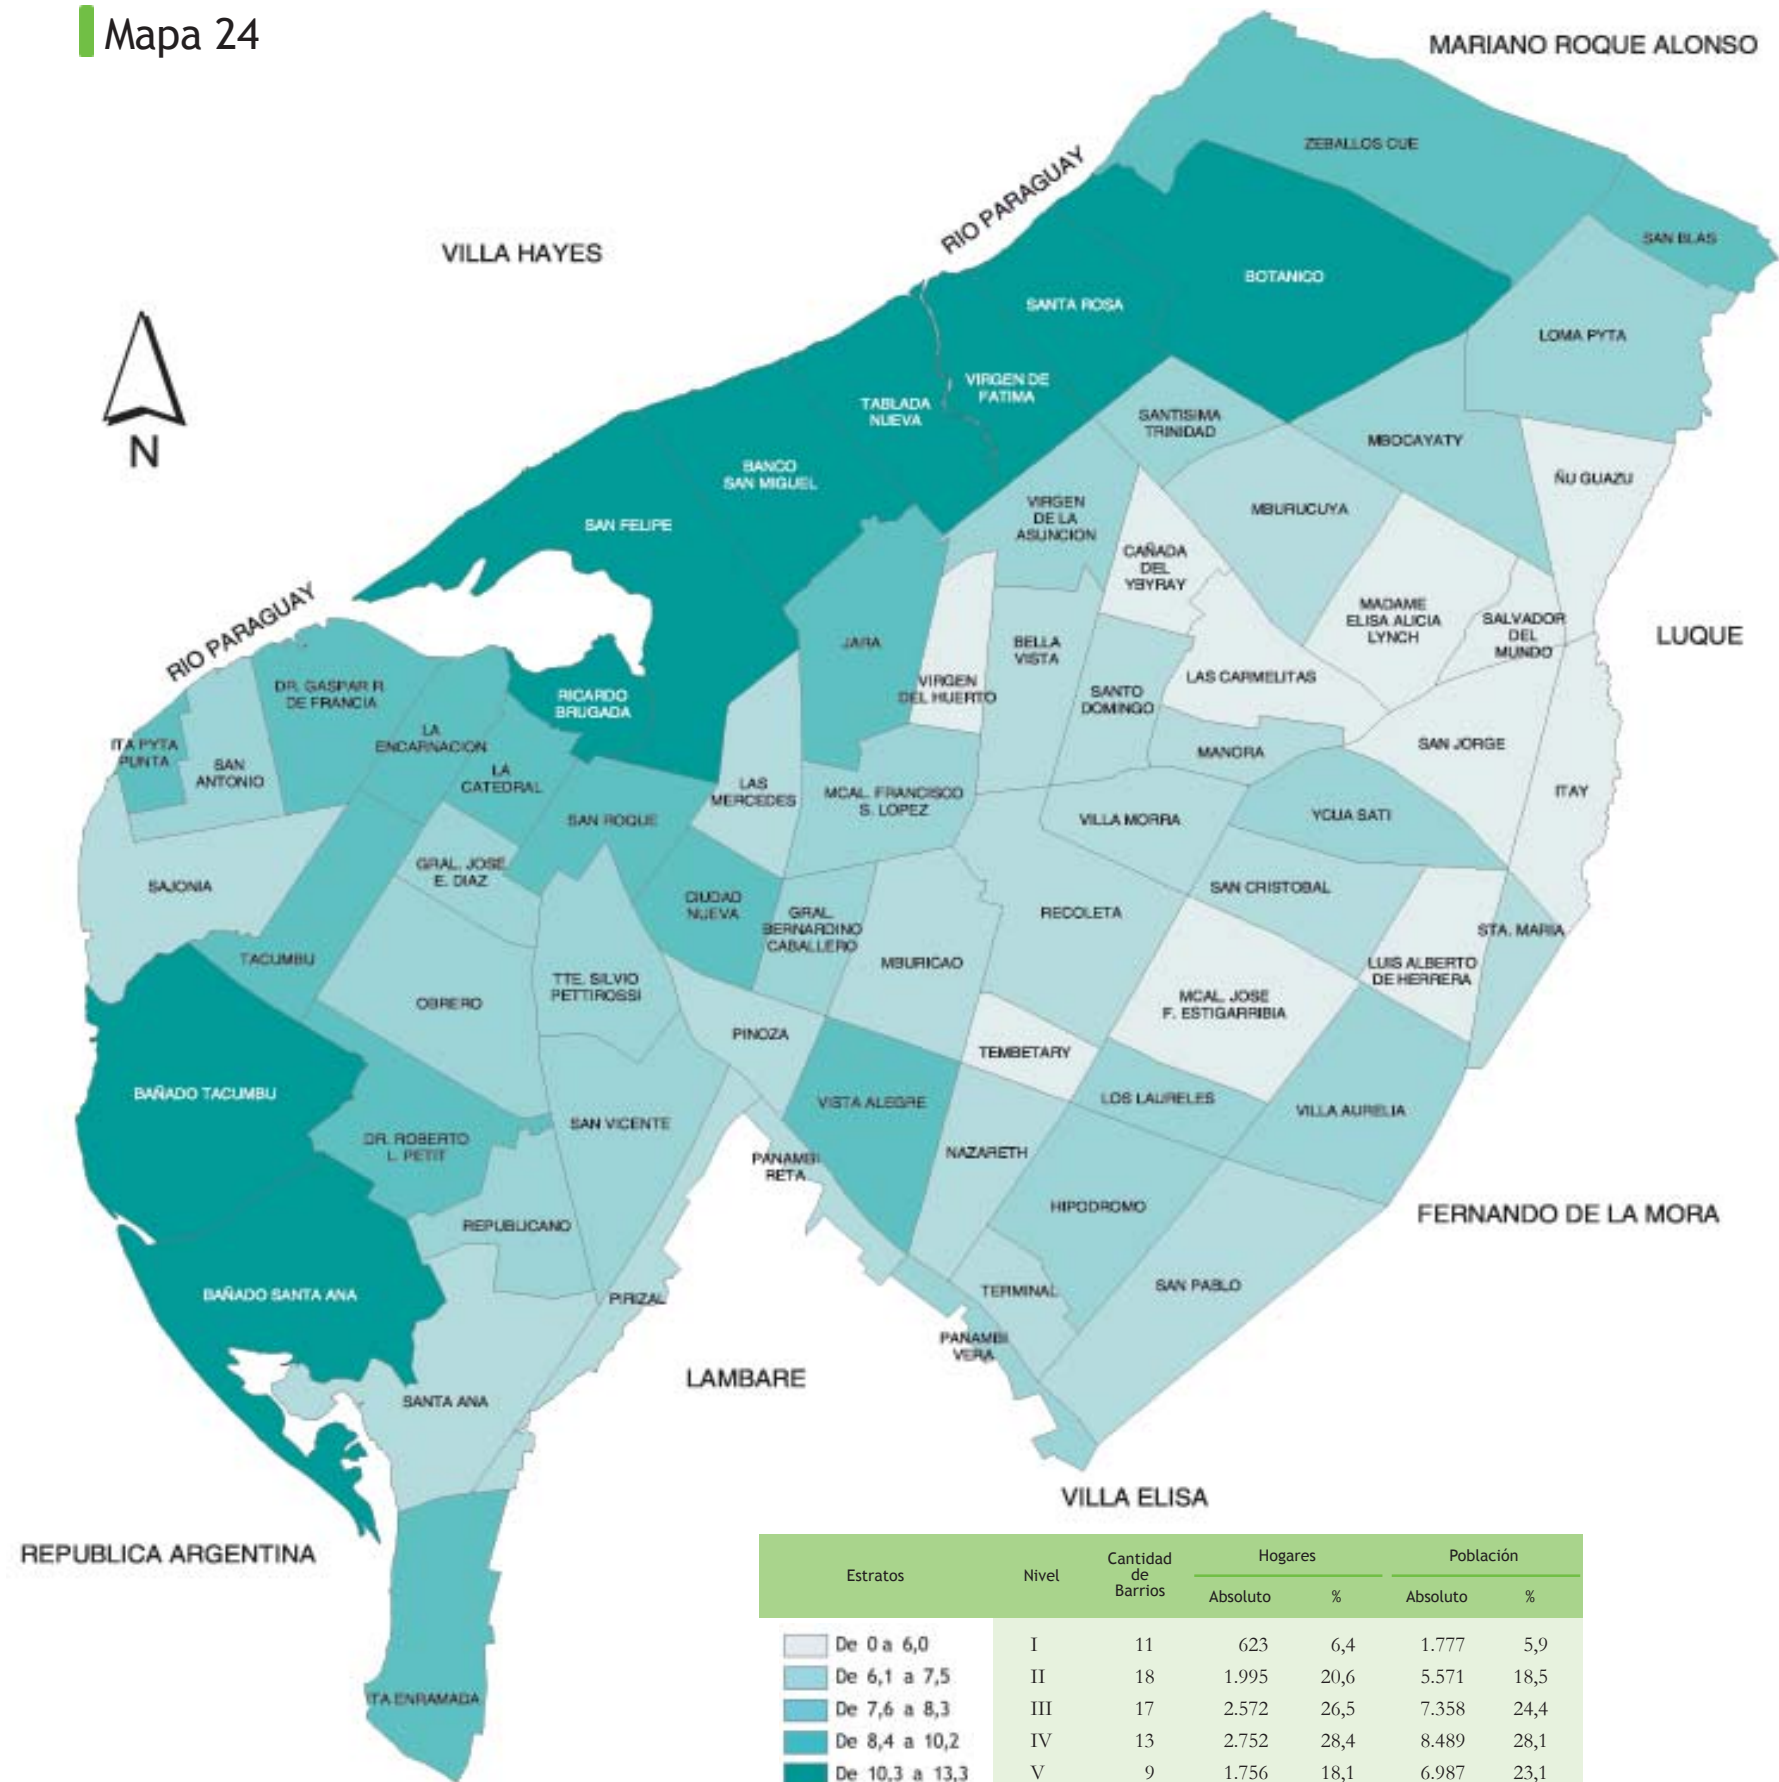 Mapa 24
MARIANO ROQUE ALONSO
ZEBALLOS CUE
RIO PARAGUAY
VILLA HAYES
SAN BLAS
BOTANICO
SANTA ROSA
LOMA PYTA
VIRGEN DE
FATIMA
TABLADA
NUEVA
SANTISIMA
TRINIDAD
MBOCAYATY
N
BANCO
SAN MIGUEL
ÑU GUAZU
SAN FELIPE
VIRGEN
DE LA
ASUNCION
MBURUCUYA
CAÑADA
DEL
YBYRAY
MADAME
ELISA ALICIA
LYNCH
SALVADOR
DEL
MUNDO
LUQUE
RIO PARAGUAY
JARA
BELLA
VISTA
LAS CARMELITAS
VIRGEN
DEL HUERTO
SANTO
DOMINGO
DR. GASPAR R.
DE FRANCIA
RICARDO
BRUGADA
LA
ENCARNACION
ITA PYTA
PUNTA
SAN
ANTONIO
LA
CATEDRAL
MANORA
SAN JORGE
LAS
MERCEDES
MCAL. FRANCISCO
S. LOPEZ
ITAY
SAN ROQUE
VILLA MORRA
YCUA SATI
GRAL. JOSE
E. DIAZ
SAJONIA
SAN CRISTOBAL
CIUDAD
NUEVA
GRAL.
BERNARDINO
CABALLERO
RECOLETA
STA. MARIA
TACUMBU
MBURICAO
LUIS ALBERTO
DE HERRERA
TTE. SILVIO
PETTIROSSI
OBRERO
MCAL. JOSE
F. ESTIGARRIBIA
PINOZA
TEMBETARY
BAÑADO TACUMBU
VISTA ALEGRE
LOS LAURELES
VILLA AURELIA
SAN VICENTE
DR. ROBERTO
L. PETIT
NAZARETH
PANAMBI
RETA
HIPODROMO
FERNANDO DE LA MORA
REPUBLICANO
BAÑADO SANTA ANA
PIRIZAL
TERMINAL
SAN PABLO
PANAMBI
VERA
LAMBARE
SANTA ANA
VILLA ELISA
REPUBLICA ARGENTINA
ITA ENRAMADA
Estratos Nivel Cantidad de Barrios Hogares Población
Absoluto % Absoluto %
De 0 a 6,0 I 11 623 6,4 1.777 5,9
De 6,1 a 7,5 II 18 1.995 20,6 5.571 18,5
De 7,6 a 8,3 III 17 2.572 26,5 7.358 24,4
De 8,4 a 10,2 IV 13 2.752 28,4 8.489 28,1
De 10,3 a 13,3 V 9 1.756 18,1 6.987 23,1